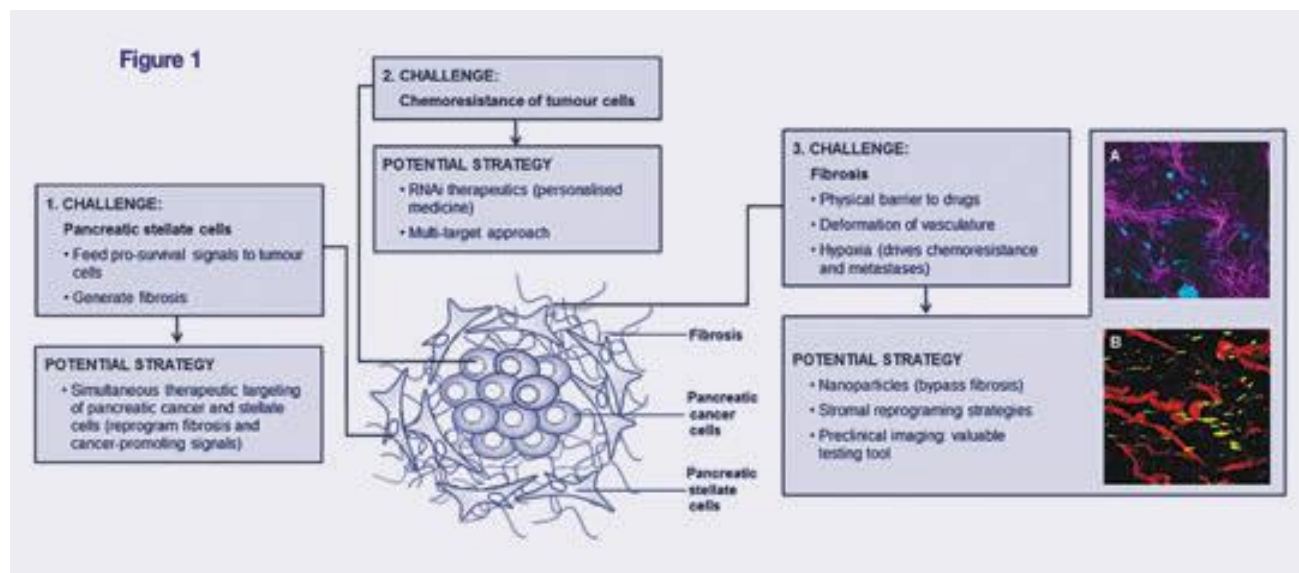 Figure 1
1. CHALLENGE:
Pancreatic stellate cells
• Feed pro-survival signals to tumour
cells
• Generate fibrosis
POTENTIAL STRATEGY
• Simultaneous therapeutic targeting
of pancreatic cancer and stellate
cells (reprogram fibrosis and
cancer-promoting signals)
2. CHALLENGE:
Chemoresistance of tumour cells
POTENTIAL STRATEGY
• RNAi therapeutics (personalised
medicine)
• Multi-target approach
3. CHALLENGE:
Fibrosis
• Physical barrier to drugs
• Deformation of vasculature
• Hypoxia (drives chemoresistance
and metastases)
POTENTIAL STRATEGY
• Nanoparticles (bypass fibrosis)
• Stromal reprograming strategies
• Preclinical imaging: valuable
testing tool
A
B
Fibrosis
Pancreatic
cancer
cells
Pancreatic
stellate
cells